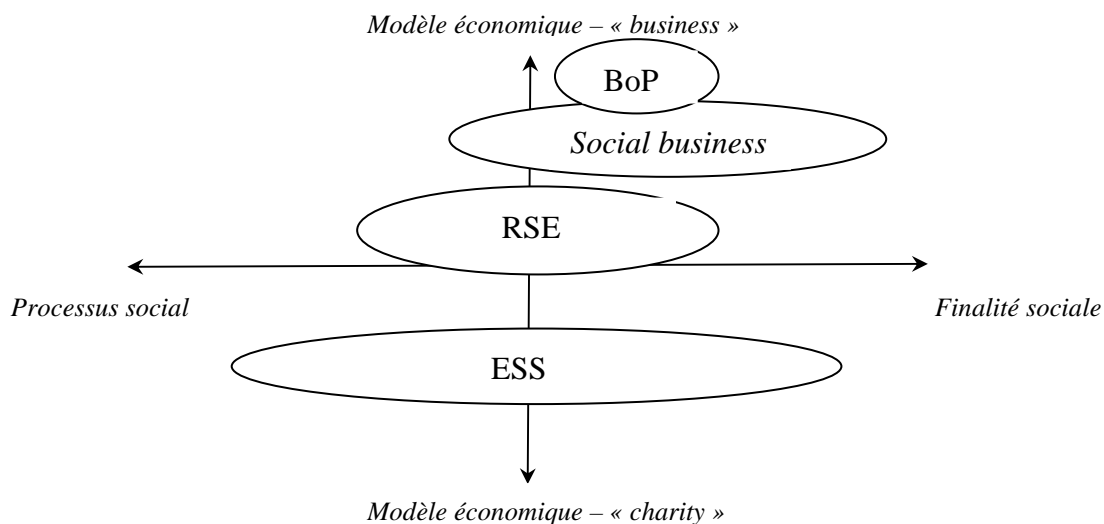 Modèle économique – « business »
BoP
Social business
RSE
Processus social
Finalité sociale
ESS
Modèle économique – « charity »